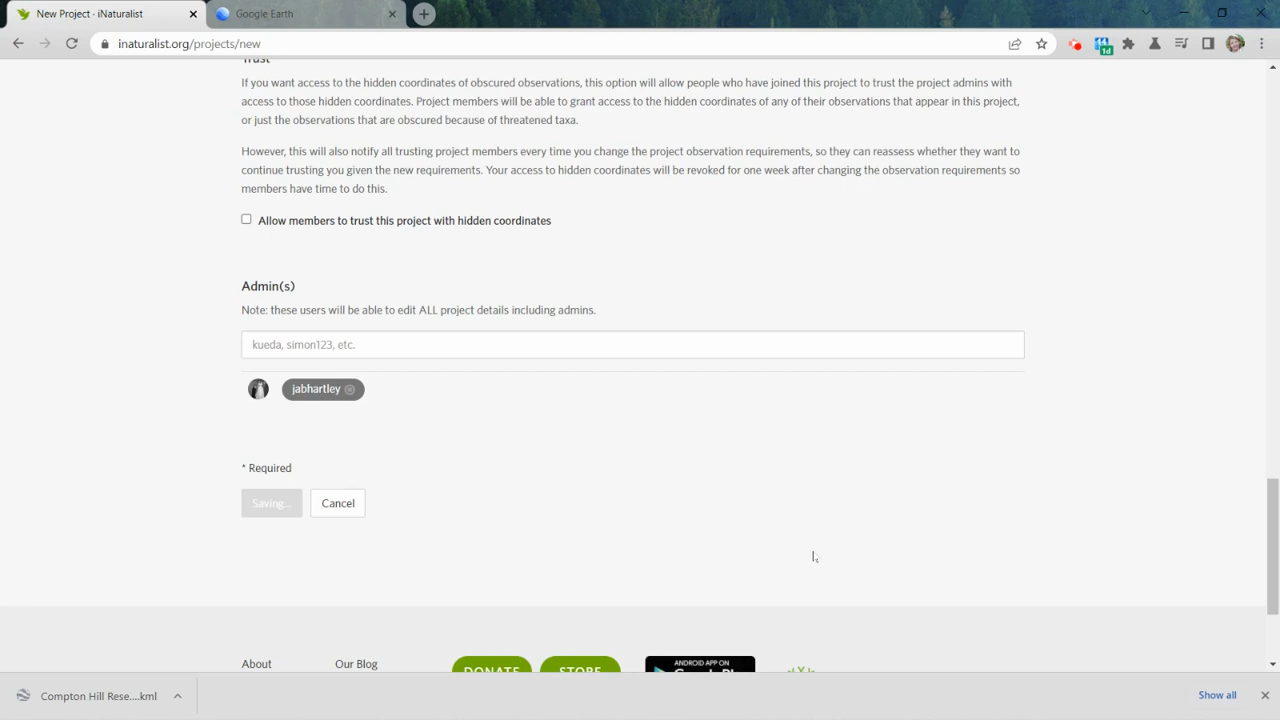 New Project · iNaturalist
Google Earth
inaturalist.org/projects/new
14
1d
Trust
If you want access to the hidden coordinates of obscured observations, this option will allow people who have joined this project to trust the project admins with
access to those hidden coordinates. Project members will be able to grant access to the hidden coordinates of any of their observations that appear in this project,
or just the observations that are obscured because of threatened taxa.
However, this will also notify all trusting project members every time you change the project observation requirements, so they can reassess whether they want to
continue trusting you given the new requirements. Your access to hidden coordinates will be revoked for one week after changing the observation requirements so
members have time to do this.
Allow members to trust this project with hidden coordinates
Admin(s)
Note: these users will be able to edit ALL project details including admins.
kueda, simon123, etc.
jabhartley
* Required
Saving...
Cancel
About
Our Blog
DONATE
STORE
ANDROID APP ON
Google Play
Compton Hill Rese....kml
Show all